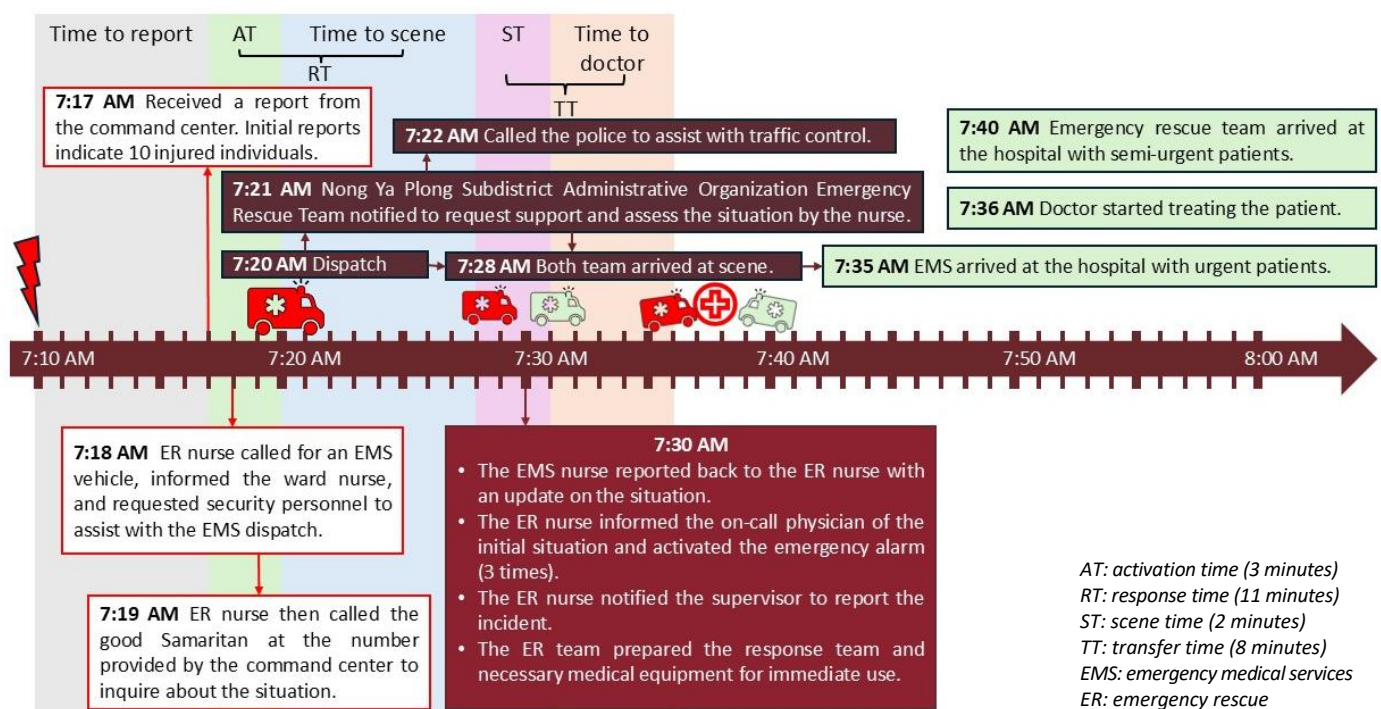 Time to report
AT
Time to scene
RT
ST
Time to
doctor
TT
7:17 AM Received a report from
the command center. Initial reports
indicate 10 injured individuals.
7:22 AM Called the police to assist with traffic control.
7:21 AM Nong Ya Plong Subdistrict Administrative Organization Emergency
Rescue Team notified to request support and assess the situation by the nurse.
7:20 AM Dispatch
7:28 AM Both team arrived at scene.
7:40 AM Emergency rescue team arrived at
the hospital with semi-urgent patients.
7:36 AM Doctor started treating the patient.
7:35 AM EMS arrived at the hospital with urgent patients.
7:10 AM
7:20 AM
7:30 AM
7:40 AM
7:50 AM
8:00 AM
7:18 AM ER nurse called for an EMS
vehicle, informed the ward nurse,
and requested security personnel to
assist with the EMS dispatch.
7:19 AM ER nurse then called the
good Samaritan at the number
provided by the command center to
inquire about the situation.
7:30 AM
• The EMS nurse reported back to the ER nurse with
an update on the situation.
• The ER nurse informed the on-call physician of the
initial situation and activated the emergency alarm
(3 times).
• The ER nurse notified the supervisor to report the
incident.
• The ER team prepared the response team and
necessary medical equipment for immediate use.
AT: activation time (3 minutes)
RT: response time (11 minutes)
ST: scene time (2 minutes)
TT: transfer time (8 minutes)
EMS: emergency medical services
ER: emergency rescue